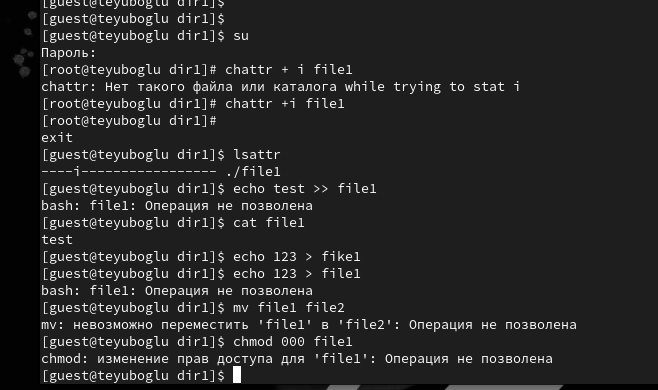 [guest@teyuboglu dir1]$
[guest@teyuboglu dir1]$
[guest@teyuboglu dir1]$ su
Пароль:
[root@teyuboglu dir1]# chattr + i file1
chattr: Нет такого файла или каталога while trying to stat i
[root@teyuboglu dir1]# chattr +i file1
[root@teyuboglu dir1]#
exit
[guest@teyuboglu dir1]$ lsattr
----i----------------- ./file1
[guest@teyuboglu dir1]$ echo test >> file1
bash: file1: Операция не позволена
[guest@teyuboglu dir1]$ cat file1
test
[guest@teyuboglu dir1]$ echo 123 > fike1
[guest@teyuboglu dir1]$ echo 123 > file1
bash: file1: Операция не позволена
[guest@teyuboglu dir1]$ mv file1 file2
mv: невозможно переместить 'file1' в 'file2': Операция не позволена
[guest@teyuboglu dir1]$ chmod 000 file1
chmod: изменение прав доступа для 'file1': Операция не позволена
[guest@teyuboglu dir1]$